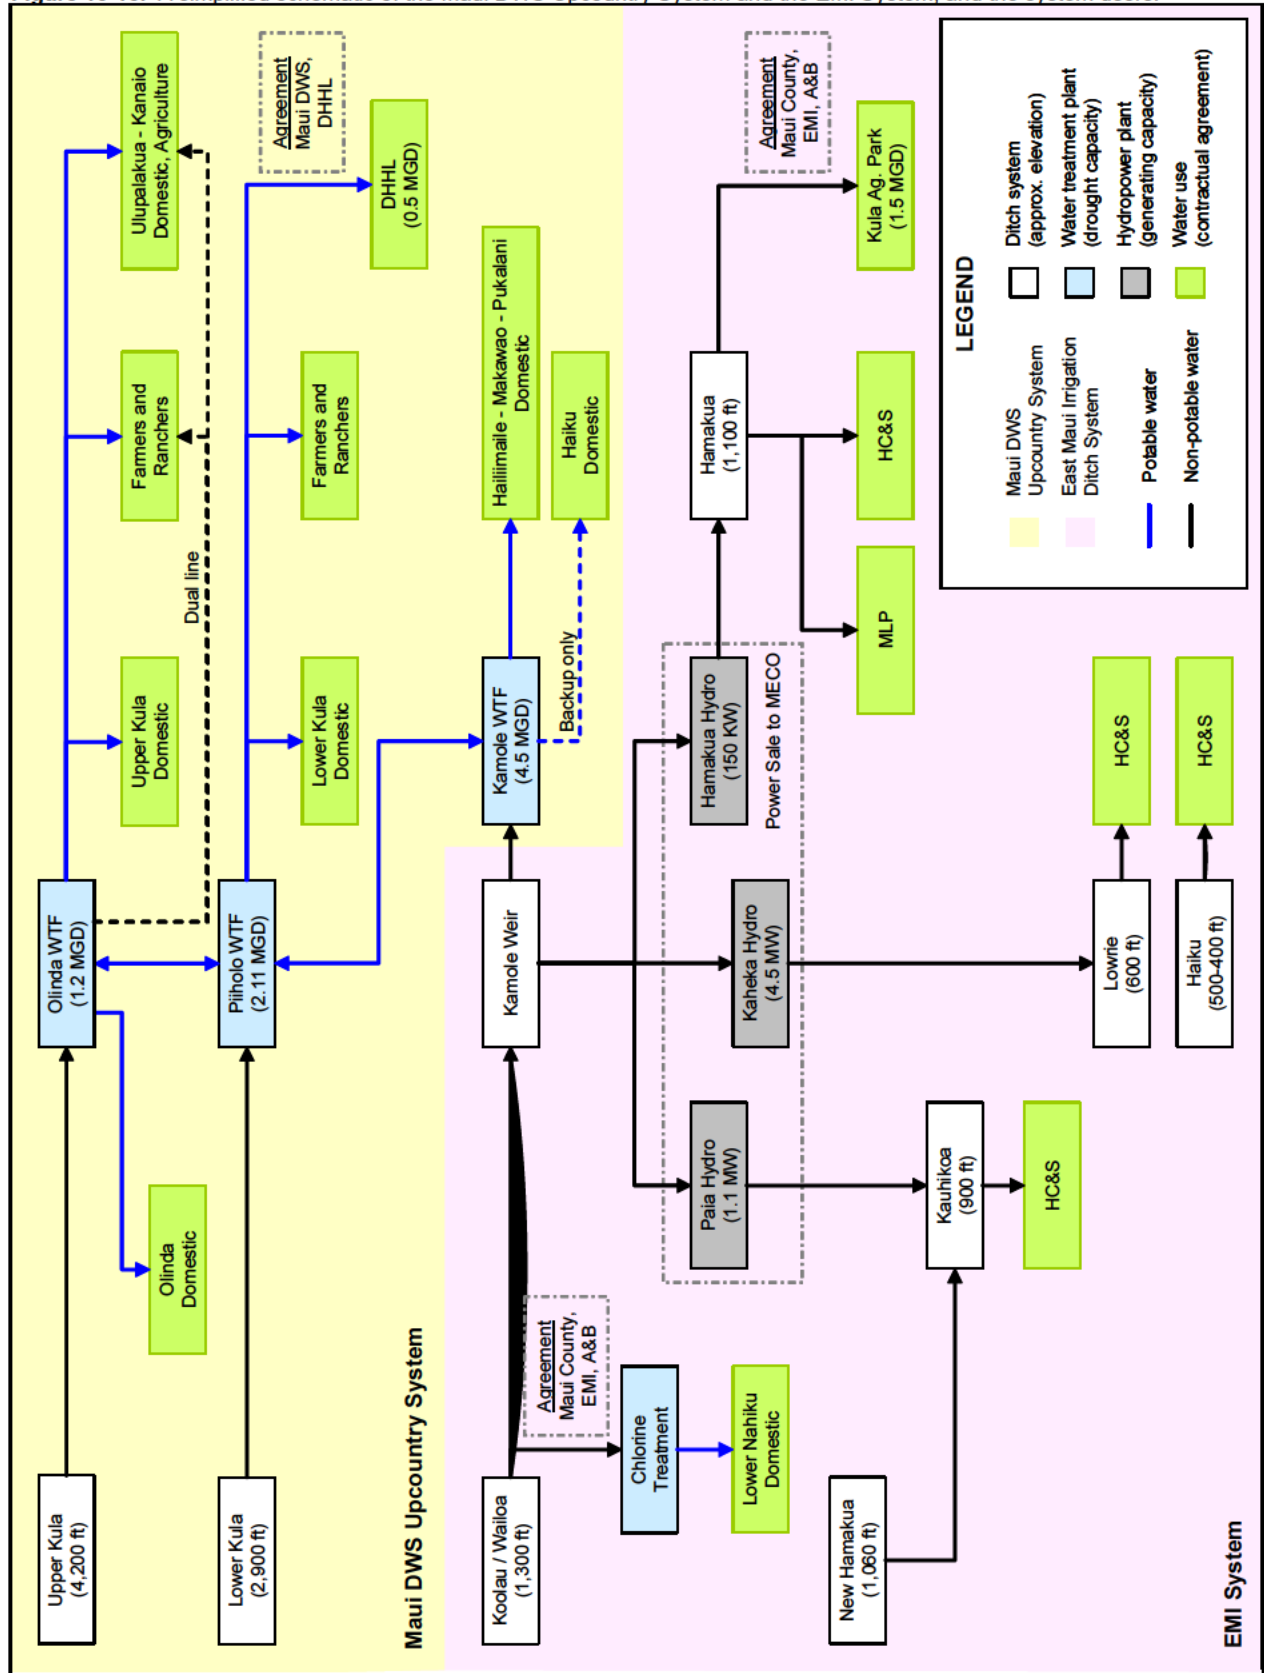 Upper Kula
(4,200 ft)
Olinda WTF
(1.2 MGD)
Olinda
Domestic
Upper Kula
Domestic
Farmers and
Ranchers
Ulupalakua - Kanaio
Domestic, Agriculture
Dual line
Lower Kula
(2,900 ft)
Piiholo WTF
(2.11 MGD)
Lower Kula
Domestic
Farmers and
Ranchers
Agreement
Maui DWS,
DHHL
DHHL
(0.5 MGD)
Maui DWS Upcountry System
Koolau / Wailoa
(1,300 ft)
Kamole Weir
Kamole WTF
(4.5 MGD)
Hailiimaile - Makawao - Pukalani
Domestic
Backup only
Haiku
Domestic
Agreement
Maui County,
EMI, A&B
Chlorine
Treatment
Lower Nahiku
Domestic
Paia Hydro
(1.1 MW)
Kaheka Hydro
(4.5 MW)
Hamakua Hydro
(150 KW)
Power Sale to MECO
Hamakua
(1,100 ft)
Agreement
Maui County,
EMI, A&B
Kula Ag. Park
(1.5 MGD)
MLP
HC&S
New Hamakua
(1,060 ft)
Kauhikoa
(900 ft)
HC&S
Lowrie
(600 ft)
HC&S
Haiku
(500-400 ft)
HC&S
EMI System
LEGEND
Maui DWS
Upcountry System
East Maui Irrigation
Ditch System
Potable water
Non-potable water
Ditch system
(approx. elevation)
Water treatment plant
(drought capacity)
Hydropower plant
(generating capacity)
Water use
(contractual agreement)